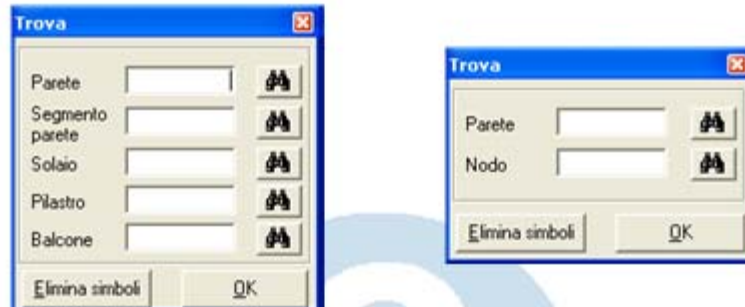 Trova
Parete
Segmento
parete
Solaio
Pilastro
Balcone
Elimina simboli
OK
Trova
Parete
Nodo
Elimina simboli
OK